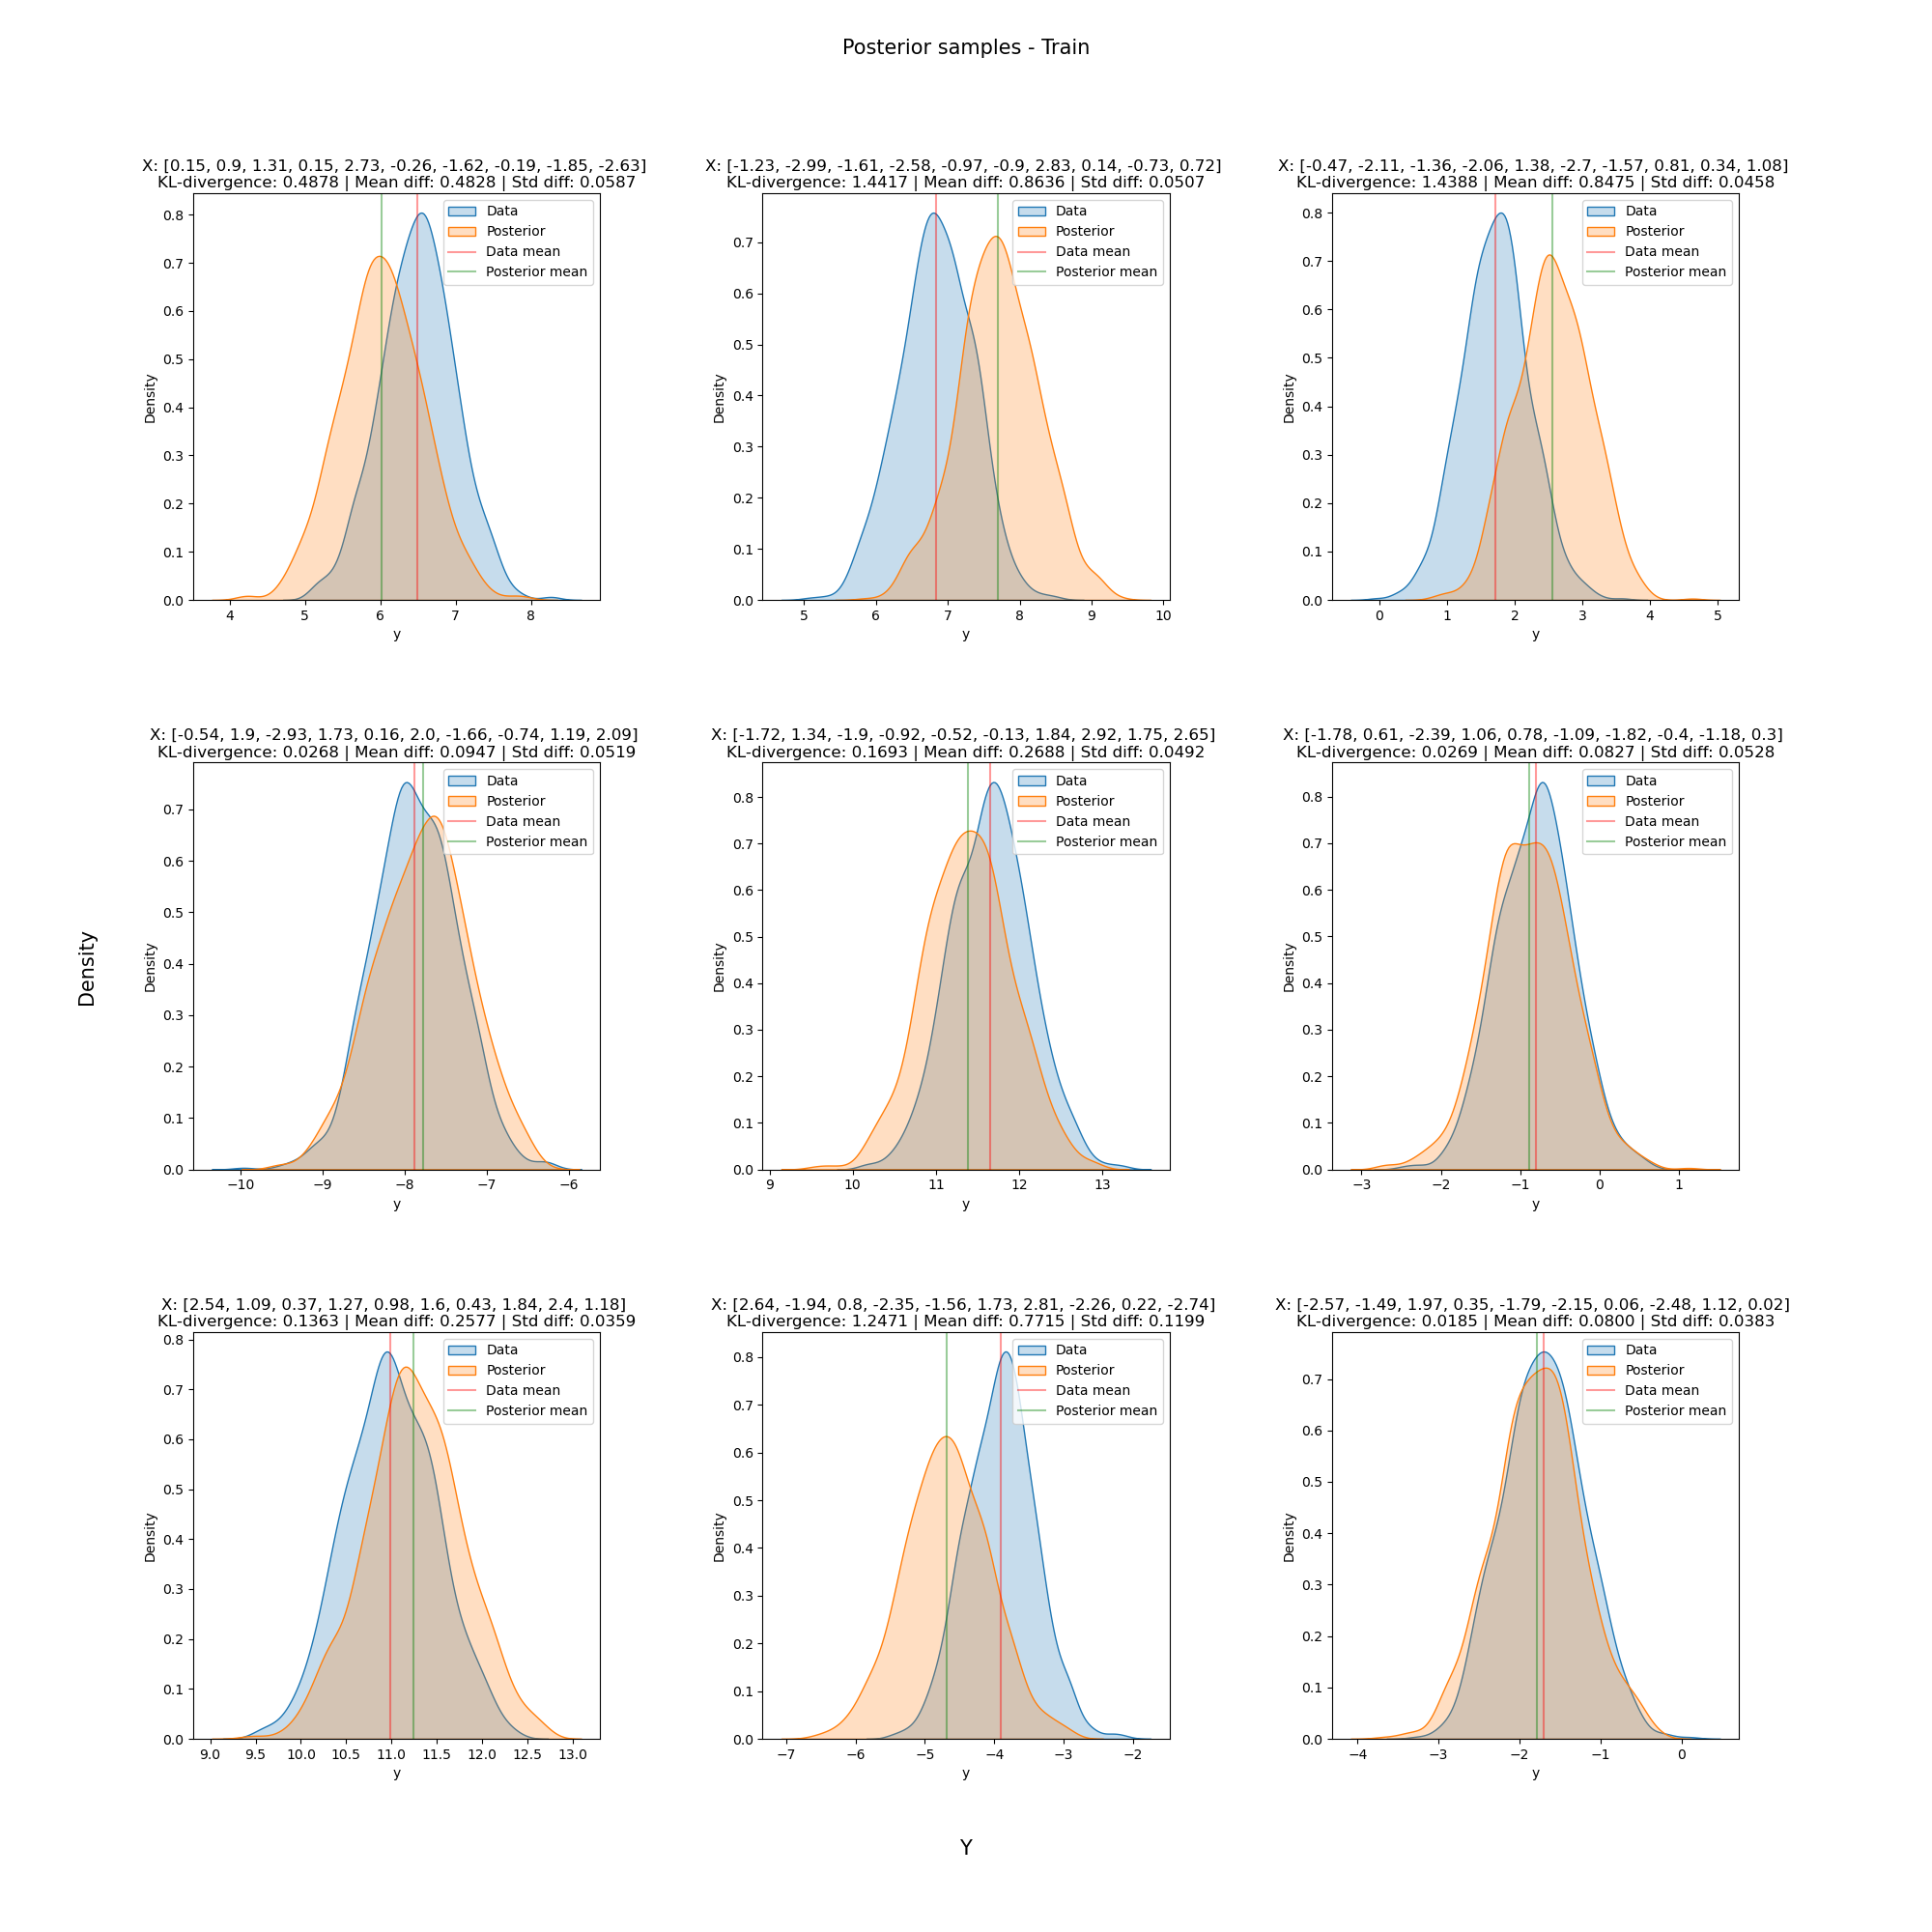 Posterior samples - Train
X: [0.15, 0.9, 1.31, 0.15, 2.73, -0.26, -1.62, -0.19, -1.85, -2.63]
KL-divergence: 0.4878 | Mean diff: 0.4828 | Std diff: 0.0587
Data
Posterior
Data mean
Posterior mean
0.8
0.7
0.6
0.5
0.4
0.3
0.2
0.1
0.0
Density
4 5 6 7 8
y
X: [-1.23, -2.99, -1.61, -2.58, -0.97, -0.9, 2.83, 0.14, -0.73, 0.72]
KL-divergence: 1.4417 | Mean diff: 0.8636 | Std diff: 0.0507
Data
Posterior
Data mean
Posterior mean
0.7
0.6
0.5
0.4
0.3
0.2
0.1
0.0
Density
5 6 7 8 9 10
y
X: [-0.47, -2.11, -1.36, -2.06, 1.38, -2.7, -1.57, 0.81, 0.34, 1.08]
KL-divergence: 1.4388 | Mean diff: 0.8475 | Std diff: 0.0458
Data
Posterior
Data mean
Posterior mean
0.8
0.7
0.6
0.5
0.4
0.3
0.2
0.1
0.0
Density
0 1 2 3 4 5
y
Density
X: [-0.54, 1.9, -2.93, 1.73, 0.16, 2.0, -1.66, -0.74, 1.19, 2.09]
KL-divergence: 0.0268 | Mean diff: 0.0947 | Std diff: 0.0519
Data
Posterior
Data mean
Posterior mean
0.7
0.6
0.5
0.4
0.3
0.2
0.1
0.0
Density
−10 −9 −8 −7 −6
y
X: [-1.72, 1.34, -1.9, -0.92, -0.52, -0.13, 1.84, 2.92, 1.75, 2.65]
KL-divergence: 0.1693 | Mean diff: 0.2688 | Std diff: 0.0492
Data
Posterior
Data mean
Posterior mean
0.8
0.7
0.6
0.5
0.4
0.3
0.2
0.1
0.0
Density
9 10 11 12 13
y
X: [-1.78, 0.61, -2.39, 1.06, 0.78, -1.09, -1.82, -0.4, -1.18, 0.3]
KL-divergence: 0.0269 | Mean diff: 0.0827 | Std diff: 0.0528
Data
Posterior
Data mean
Posterior mean
0.8
0.7
0.6
0.5
0.4
0.3
0.2
0.1
0.0
Density
−3 −2 −1 0 1
y
X: [2.54, 1.09, 0.37, 1.27, 0.98, 1.6, 0.43, 1.84, 2.4, 1.18]
KL-divergence: 0.1363 | Mean diff: 0.2577 | Std diff: 0.0359
Data
Posterior
Data mean
Posterior mean
0.8
0.7
0.6
0.5
0.4
0.3
0.2
0.1
0.0
Density
9.0 9.5 10.0 10.5 11.0 11.5 12.0 12.5 13.0
y
X: [2.64, -1.94, 0.8, -2.35, -1.56, 1.73, 2.81, -2.26, 0.22, -2.74]
KL-divergence: 1.2471 | Mean diff: 0.7715 | Std diff: 0.1199
Data
Posterior
Data mean
Posterior mean
0.8
0.7
0.6
0.5
0.4
0.3
0.2
0.1
0.0
Density
−7 −6 −5 −4 −3 −2
y
X: [-2.57, -1.49, 1.97, 0.35, -1.79, -2.15, 0.06, -2.48, 1.12, 0.02]
KL-divergence: 0.0185 | Mean diff: 0.0800 | Std diff: 0.0383
Data
Posterior
Data mean
Posterior mean
0.7
0.6
0.5
0.4
0.3
0.2
0.1
0.0
Density
−4 −3 −2 −1 0
y
Y